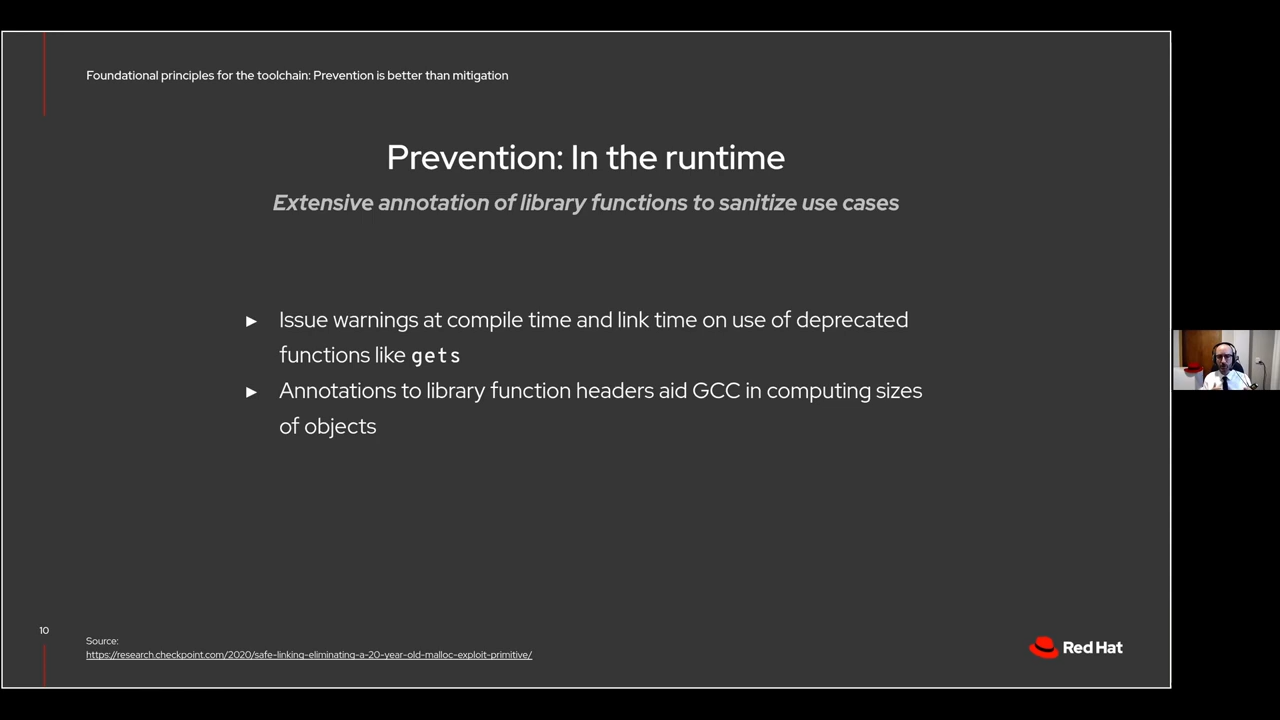 Foundational principles for the toolchain: Prevention is better than mitigation
Prevention: In the runtime
Extensive annotation of library functions to sanitize use cases
► Issue warnings at compile time and link time on use of deprecated
functions like gets
► Annotations to library function headers aid GCC in computing sizes
of objects
10
Source:
https://research.checkpoint.com/2020/safe-linking-eliminating-a-20-year-old-malloc-exploit-primitive/
Red Hat